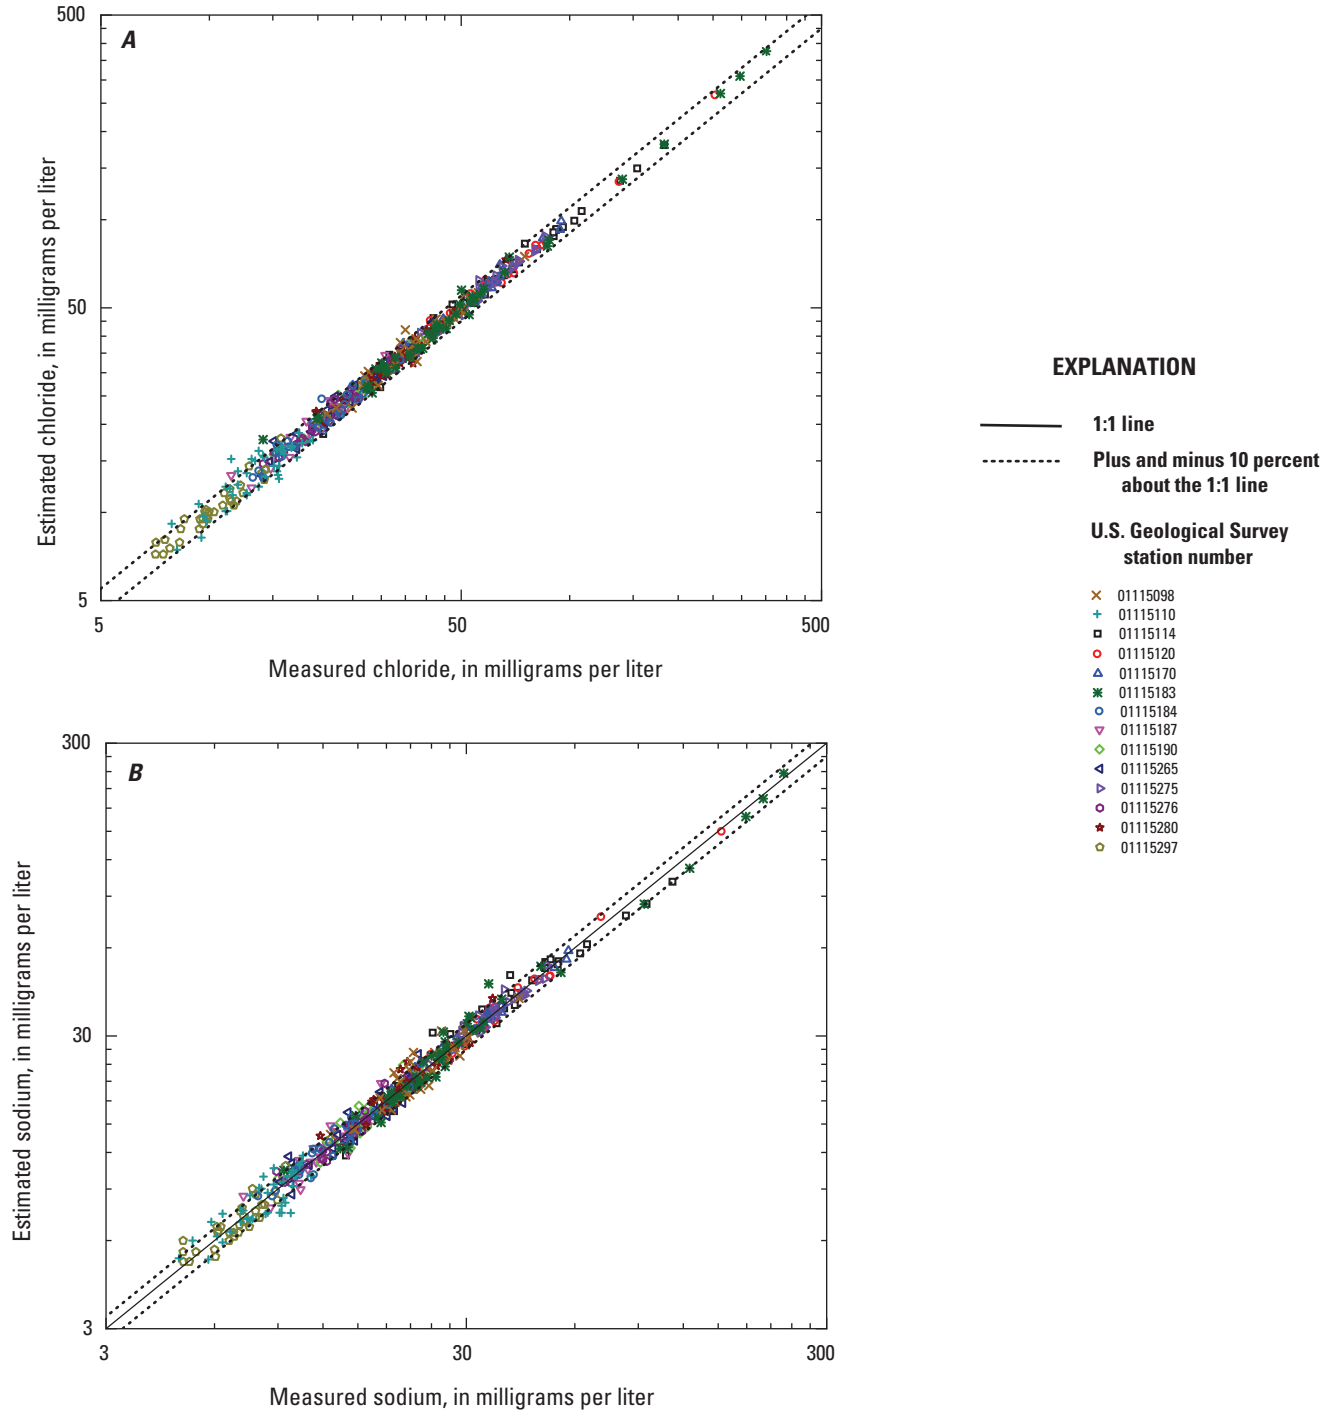 500
A
50
5
Estimated chloride, in milligrams per liter
5
50
500
Measured chloride, in milligrams per liter
300
B
30
3
Estimated sodium, in milligrams per liter
3
30
300
Measured sodium, in milligrams per liter
EXPLANATION
1:1 line
Plus and minus 10 percent
about the 1:1 line
U.S. Geological Survey
station number
01115098
01115110
01115114
01115120
01115170
01115183
01115184
01115187
01115190
01115265
01115275
01115276
01115280
01115297